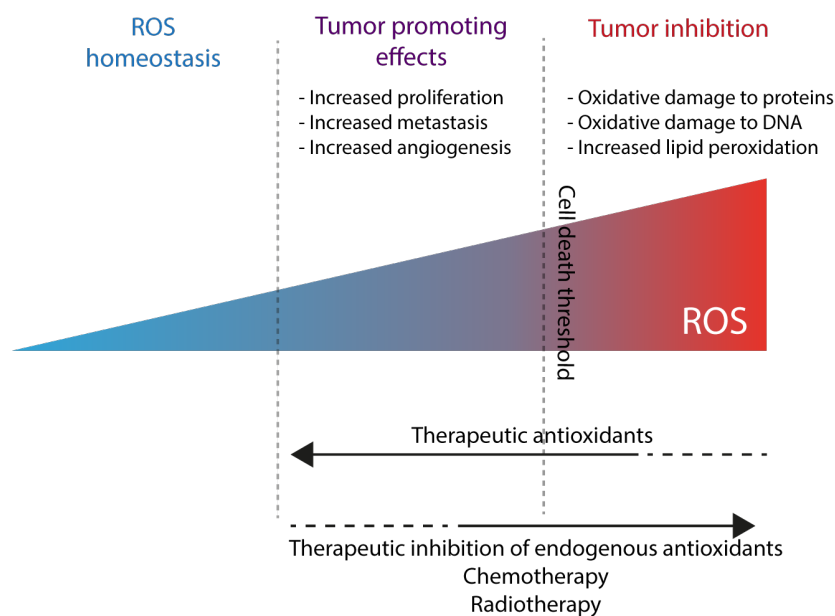 ROS
homeostasis
Tumor promoting
effects
Tumor inhibition
- Increased proliferation
- Increased metastasis
- Increased angiogenesis
- Oxidative damage to proteins
- Oxidative damage to DNA
- Increased lipid peroxidation
Cell death threshold
ROS
Therapeutic antioxidants
Therapeutic inhibition of endogenous antioxidants
Chemotherapy
Radiotherapy